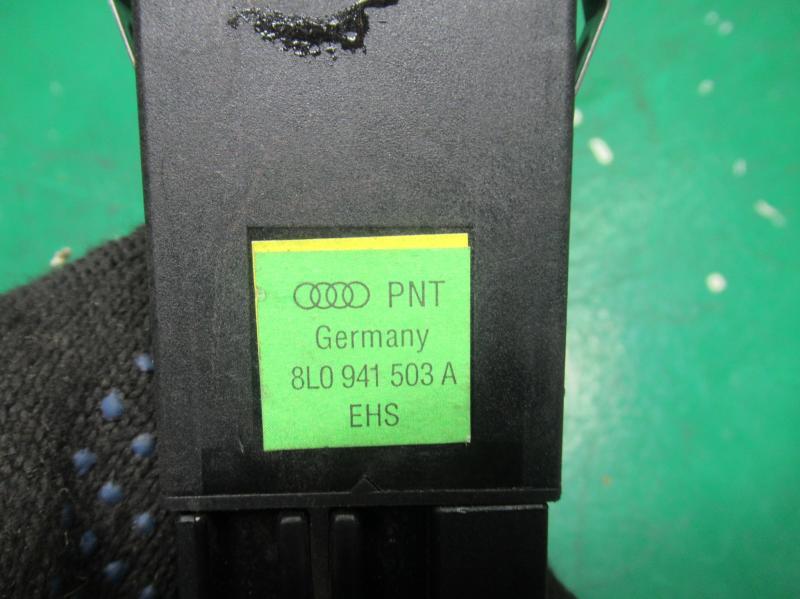 PNT
Germany
8L0 941 503 A
EHS